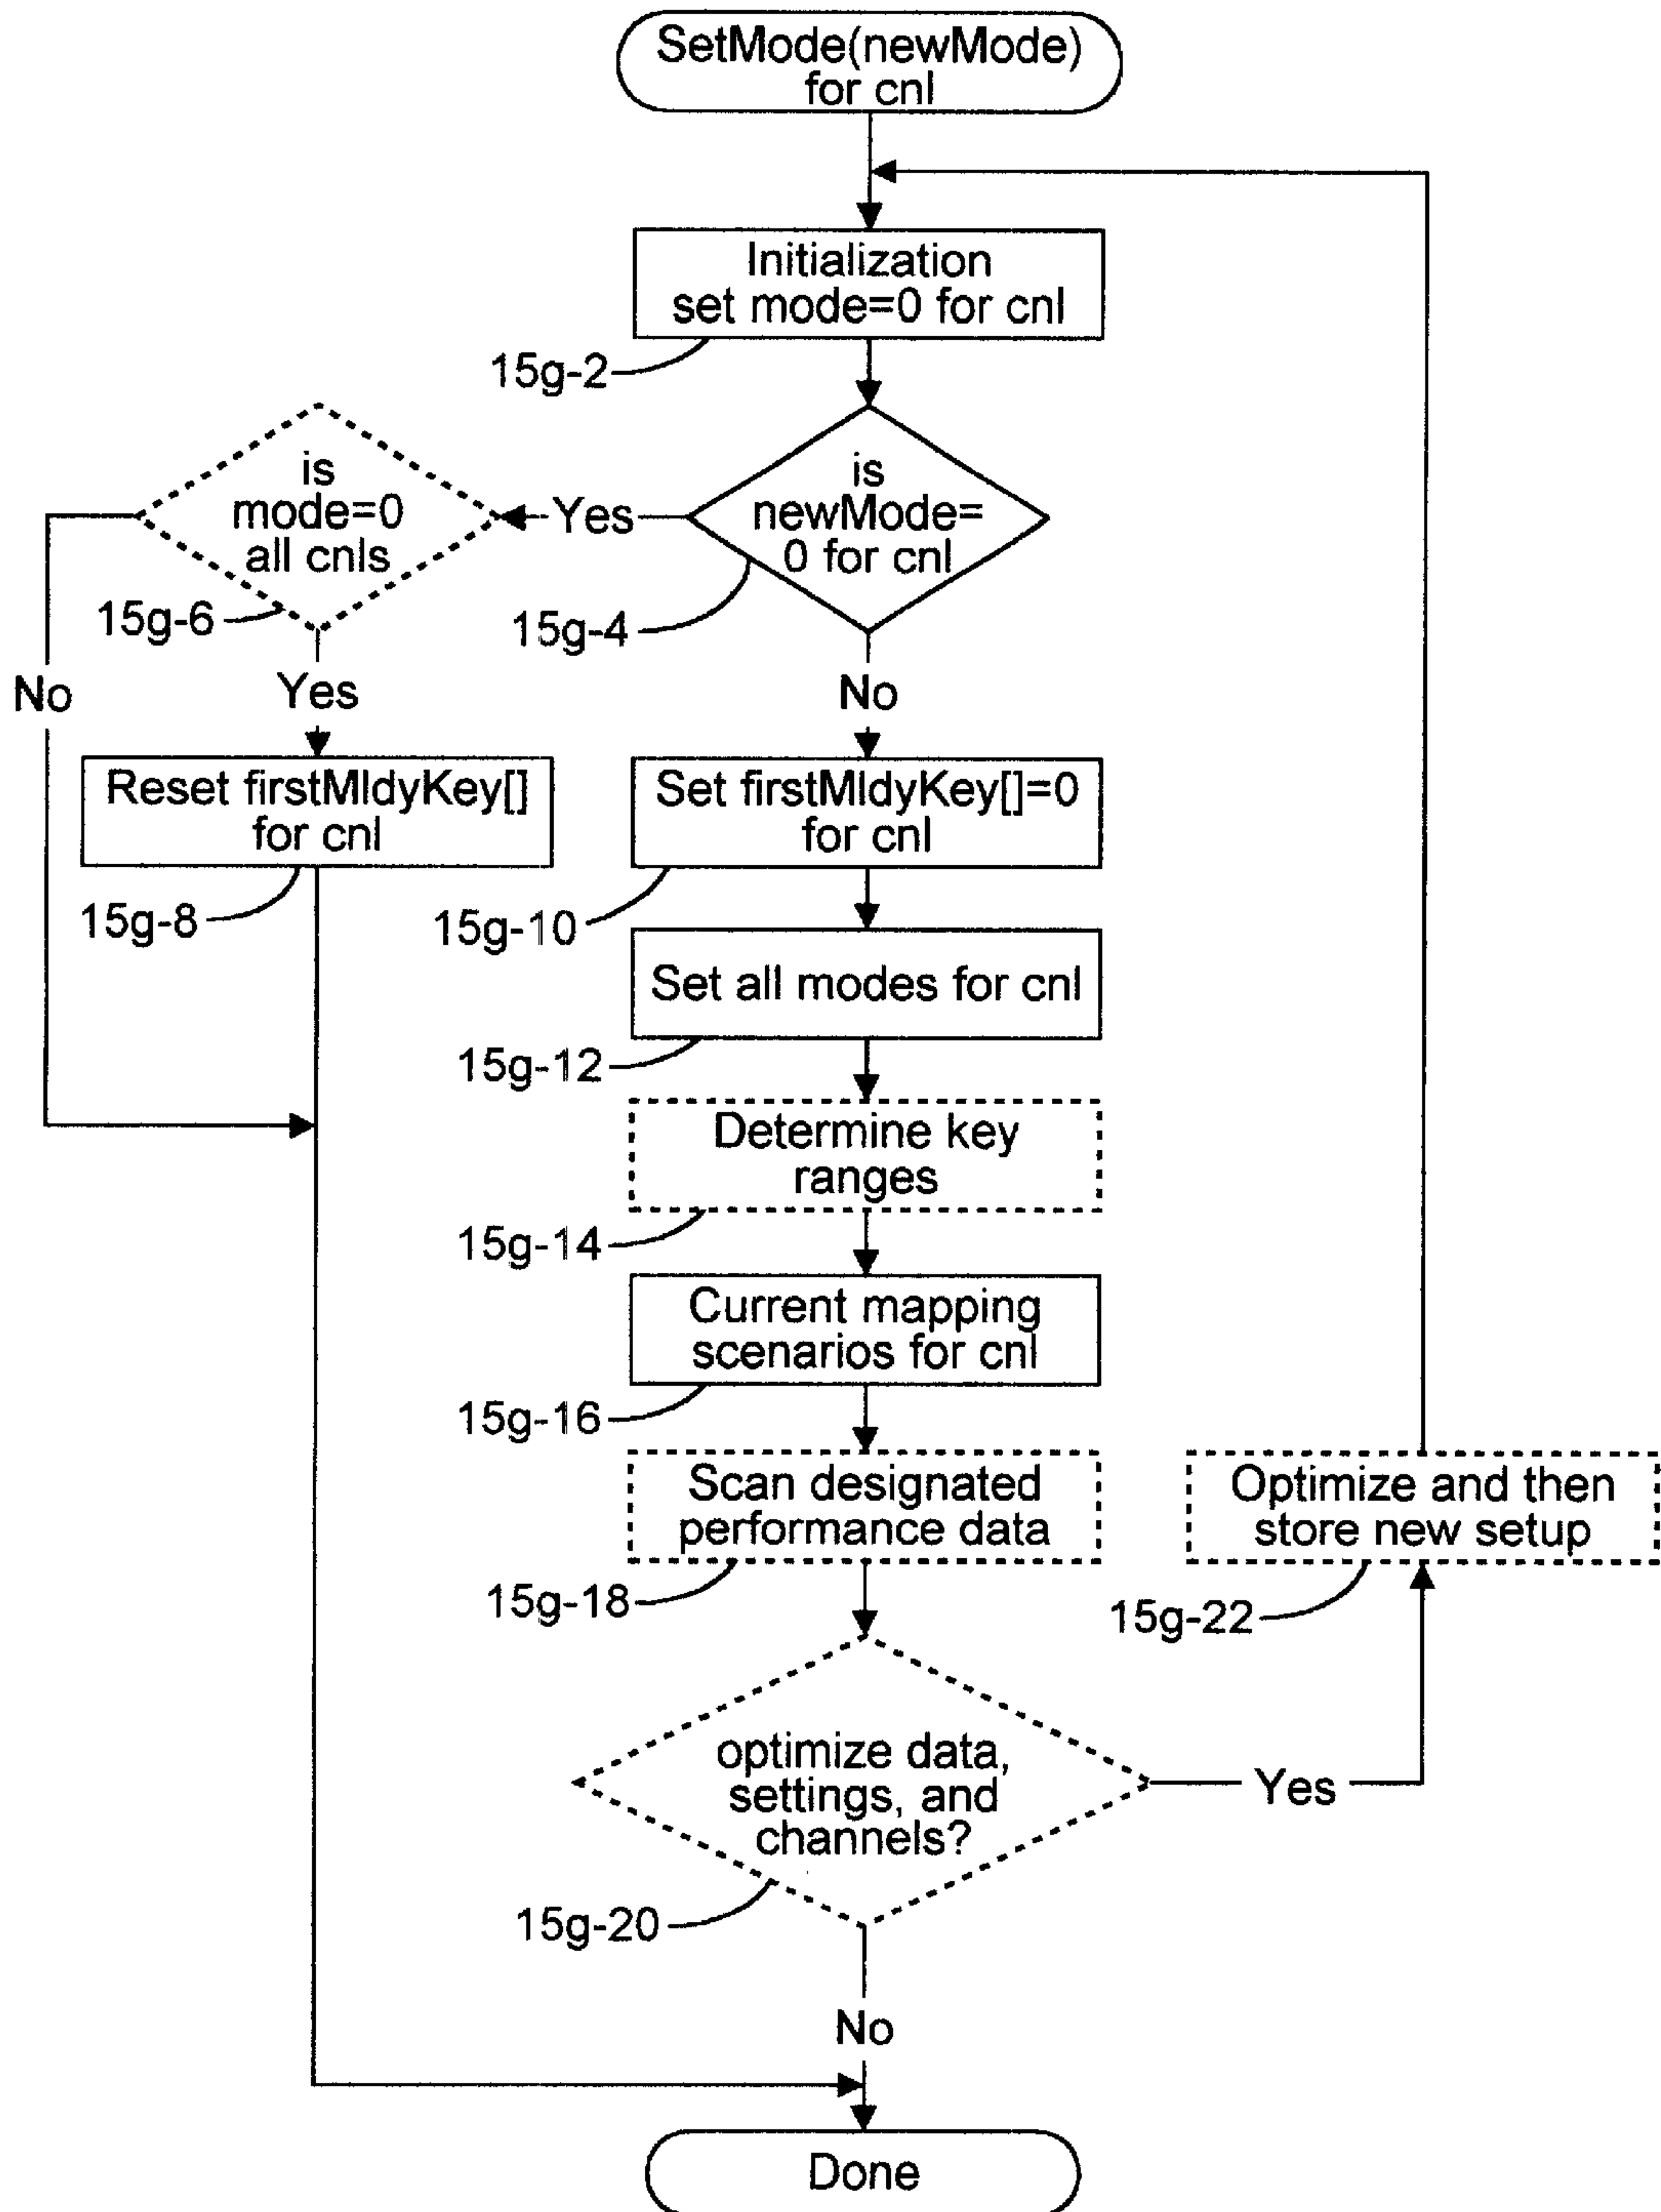 SetMode(newMode)
for cnl
Initialization
set mode=0 for cnl
15g-2
is
mode=0
all cnls
15g-6
Yes
is
newMode=
0 for cnl
15g-4
No
Yes
No
Reset firstMldyKey[]
for cnl
15g-8
Set firstMldyKey[]=0
for cnl
15g-10
Set all modes for cnl
15g-12
Determine key
ranges
15g-14
Current mapping
scenarios for cnl
15g-16
Scan designated
performance data
15g-18
Optimize and then
store new setup
15g-22
optimize data,
settings, and
channels?
15g-20
Yes
No
Done